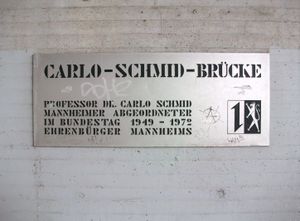 CARLO-SCHMID-BRÜCKE
PROFESSOR DR. CARLO SCHMID
MANNHEIMER ABGEORDNETER
IM BUNDESTAG 1949 - 1972
EHRENBÜRGER MANNHEIMS